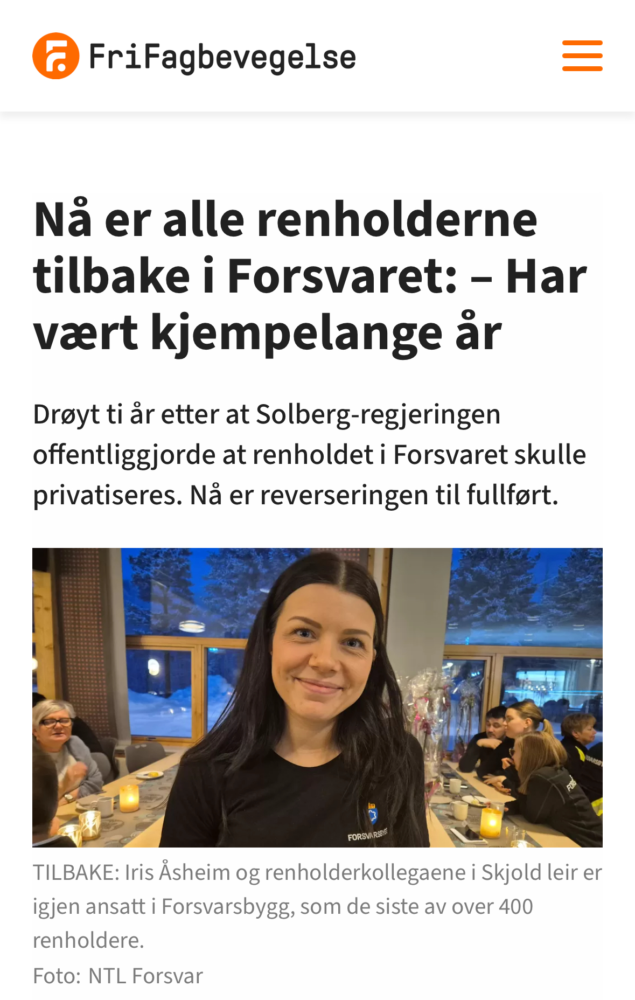 FriFagbevegelse
Nå er alle renholderne
tilbake i Forsvaret: – Har
vært kjempelange år
Drøyt ti år etter at Solberg-regjeringen
offentliggjorde at renholdet i Forsvaret skulle
privatiseres. Nå er reverseringen til fullført.
FORSVARSBYGG
TILBAKE: Iris Åsheim og renholderkollegaene i Skjold leir er
igjen ansatt i Forsvarsbygg, som de siste av over 400
renholdere.
Foto: NTL Forsvar